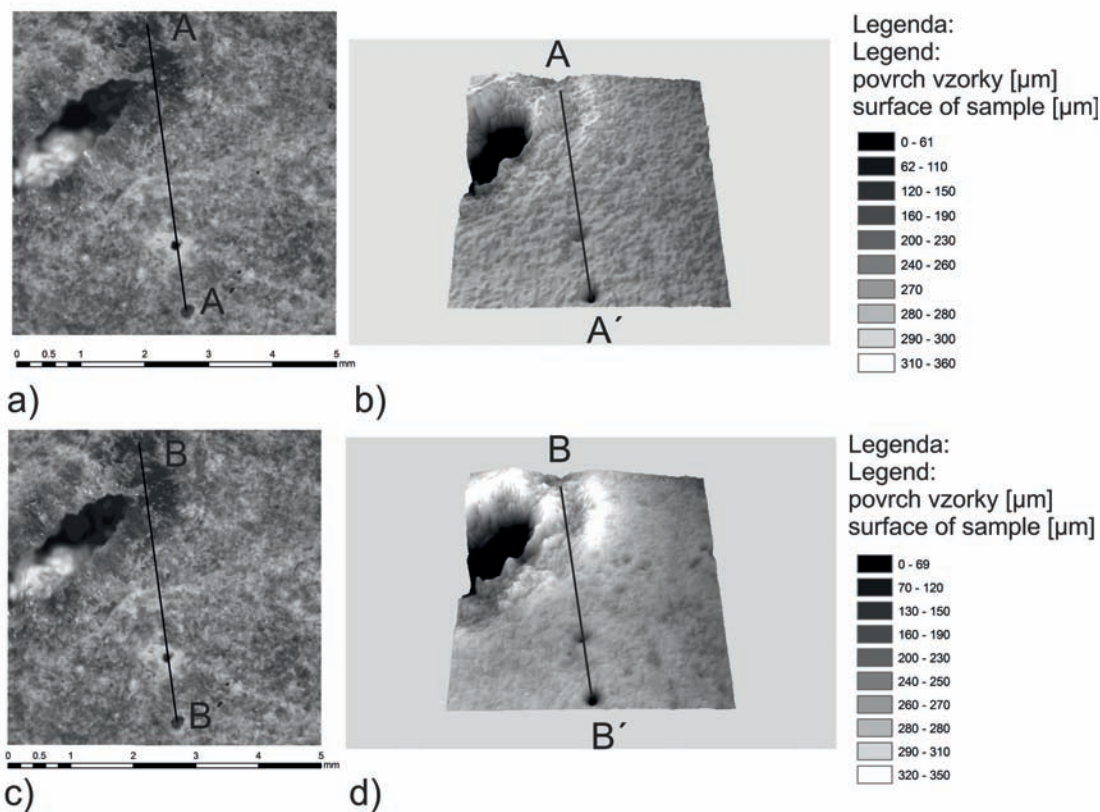 A
A´
0 0.5 1 2 3 4 5
mm
a)
A
A´
b)
Legenda:
Legend:
povrch vzorky [µm]
surface of sample [µm]
0 - 61
62 - 110
120 - 150
160 - 190
200 - 230
240 - 260
270
280 - 280
290 - 300
310 - 360
B
B´
0 0.5 1 2 3 4 5
mm
c)
B
B´
d)
Legenda:
Legend:
povrch vzorky [µm]
surface of sample [µm]
0 - 69
70 - 120
130 - 150
160 - 190
200 - 230
240 - 250
260 - 270
280 - 280
290 - 310
320 - 350